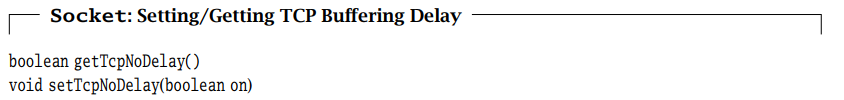 Socket: Setting/Getting TCP Buffering Delay
boolean getTcpNoDelay()
void setTcpNoDelay(boolean on)